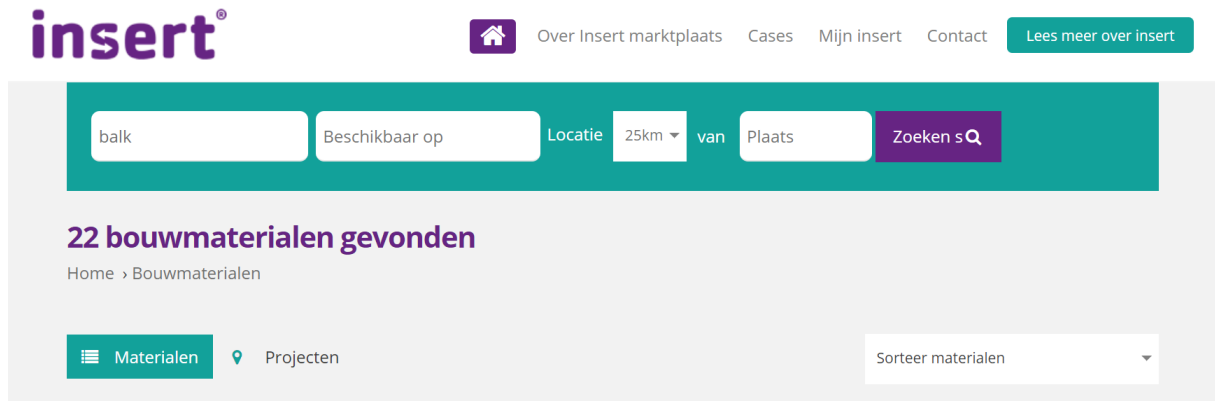 insert®
Over Insert marktplaats Cases Mijn insert Contact Lees meer over insert
balk Beschikbaar op Locatie 25km van Plaats Zoeken s
22 bouwmaterialen gevonden
Home › Bouwmaterialen
Materialen Projecten Sorteer materialen